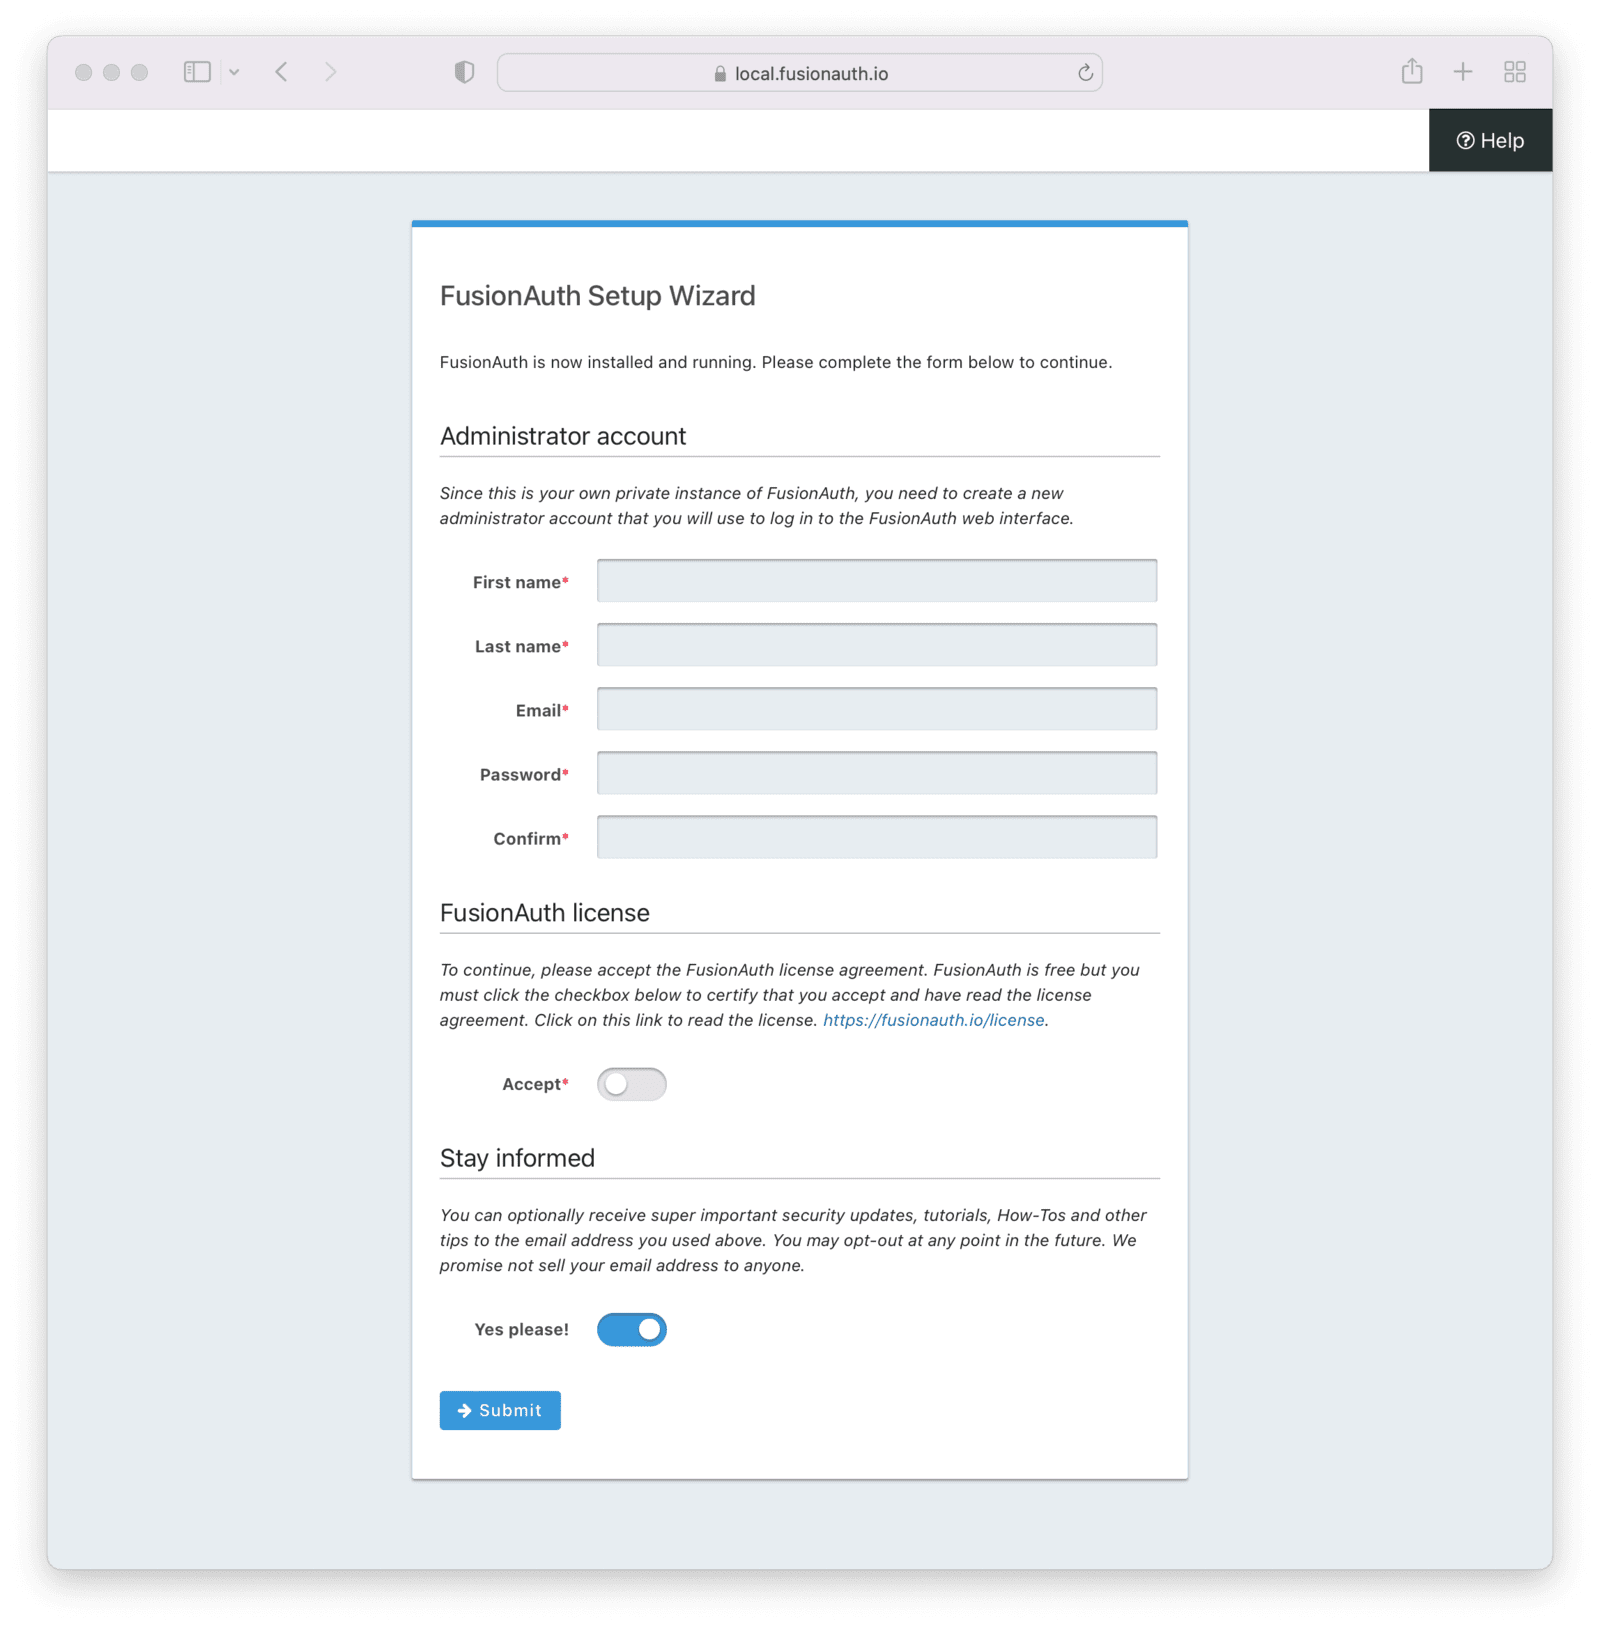 local.fusionauth.io
Help
FusionAuth Setup Wizard
FusionAuth is now installed and running. Please complete the form below to continue.
Administrator account
Since this is your own private instance of FusionAuth, you need to create a new
administrator account that you will use to log in to the FusionAuth web interface.
First name*
Last name*
Email*
Password*
Confirm*
FusionAuth license
To continue, please accept the FusionAuth license agreement. FusionAuth is free but you
must click the checkbox below to certify that you accept and have read the license
agreement. Click on this link to read the license. https://fusionauth.io/license.
Accept*
Stay informed
You can optionally receive super important security updates, tutorials, How-Tos and other
tips to the email address you used above. You may opt-out at any point in the future. We
promise not sell your email address to anyone.
Yes please!
Submit